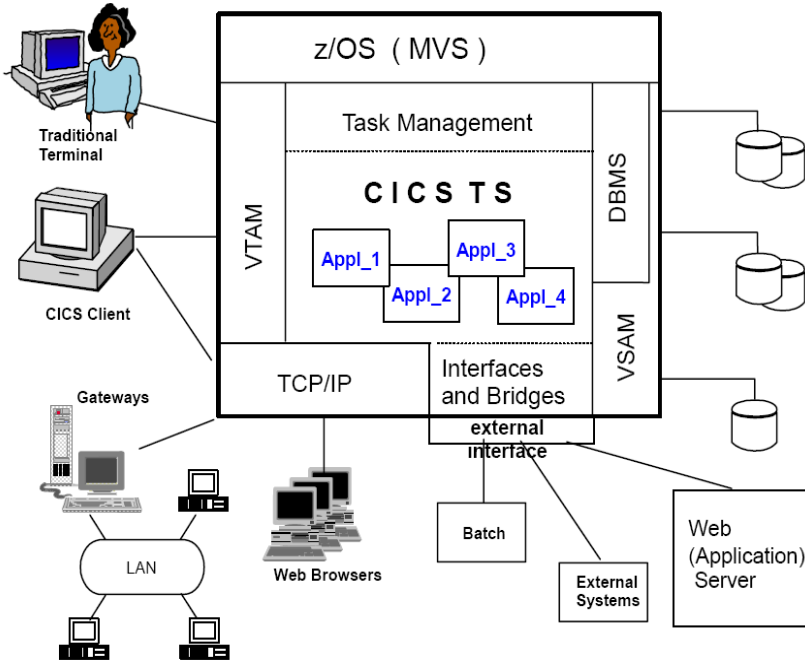 z/OS ( MVS )
Traditional
Terminal
Task Management
VTAM
DBMS
C I C S T S
Appl_1
Appl_3
Appl_2
Appl_4
CICS Client
VSAM
TCP/IP
Interfaces
and Bridges
Gateways
external
interface
LAN
Web Browsers
Batch
External
Systems
Web
(Application)
Server